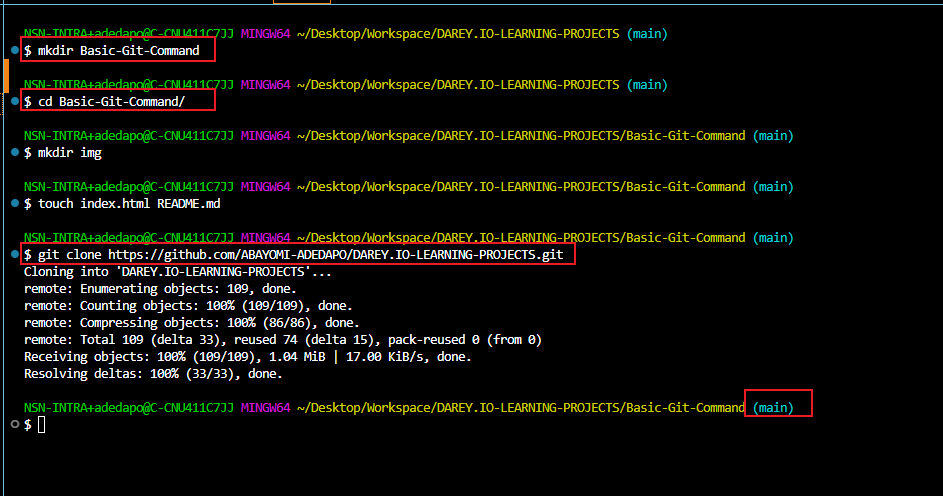 NSN-INTRA+adedapo@C-CNU411C7JJ MINGW64 ~/Desktop/Workspace/DAREY.IO-LEARNING-PROJECTS (main)
$ mkdir Basic-Git-Command
NSN-INTRA+adedapo@C-CNU411C7JJ MINGW64 ~/Desktop/Workspace/DAREY.IO-LEARNING-PROJECTS (main)
$ cd Basic-Git-Command/
NSN-INTRA+adedapo@C-CNU411C7JJ MINGW64 ~/Desktop/Workspace/DAREY.IO-LEARNING-PROJECTS/Basic-Git-Command (main)
$ mkdir img
NSN-INTRA+adedapo@C-CNU411C7JJ MINGW64 ~/Desktop/Workspace/DAREY.IO-LEARNING-PROJECTS/Basic-Git-Command (main)
$ touch index.html README.md
NSN-INTRA+adedapo@C-CNU411C7JJ MINGW64 ~/Desktop/Workspace/DAREY.IO-LEARNING-PROJECTS/Basic-Git-Command (main)
$ git clone https://github.com/ABAYOMI-ADEDAPO/DAREY.IO-LEARNING-PROJECTS.git
Cloning into 'DAREY.IO-LEARNING-PROJECTS'...
remote: Enumerating objects: 109, done.
remote: Counting objects: 100% (109/109), done.
remote: Compressing objects: 100% (86/86), done.
remote: Total 109 (delta 33), reused 74 (delta 15), pack-reused 0 (from 0)
Receiving objects: 100% (109/109), 1.04 MiB | 17.00 KiB/s, done.
Resolving deltas: 100% (33/33), done.
NSN-INTRA+adedapo@C-CNU411C7JJ MINGW64 ~/Desktop/Workspace/DAREY.IO-LEARNING-PROJECTS/Basic-Git-Command (main)
$